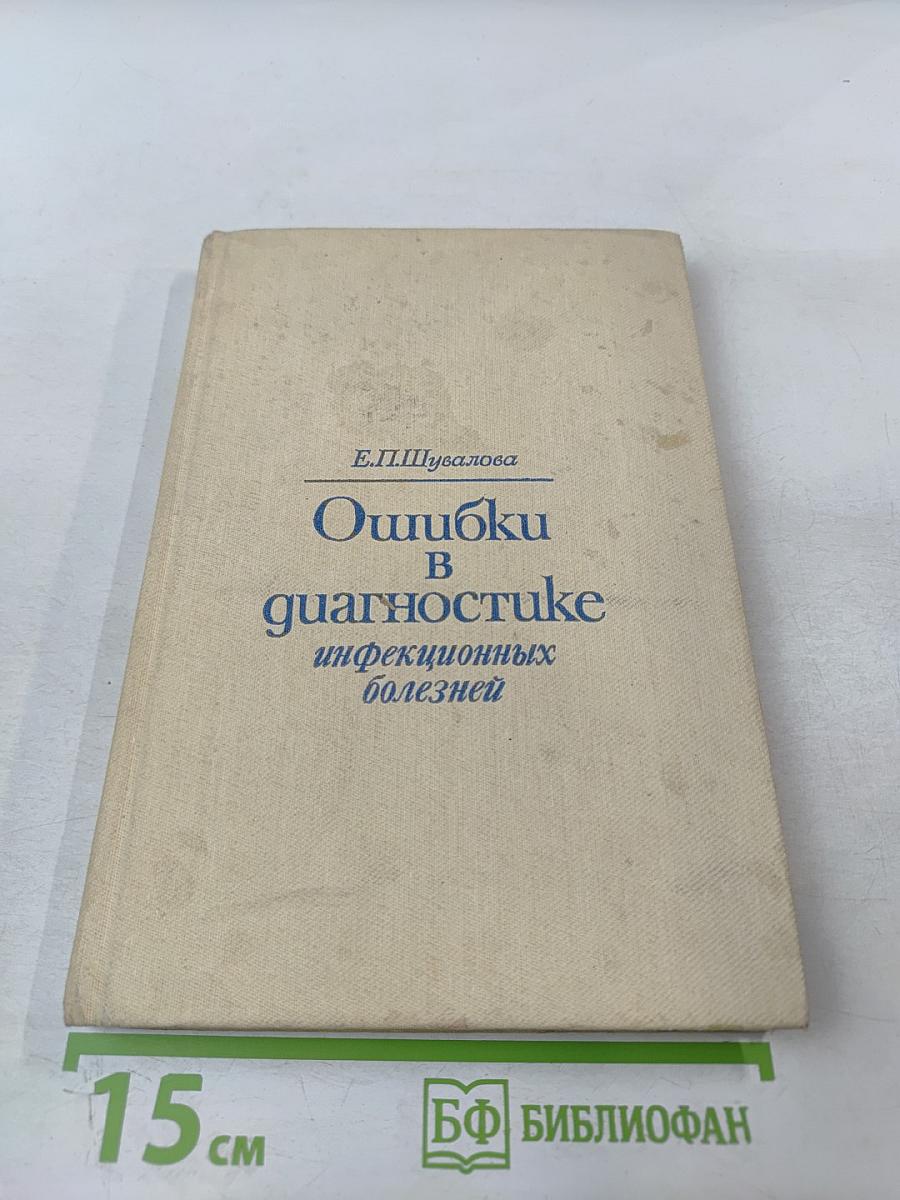 Е.П.Шувалова
Ошибки
в
диагностике
инфекционных
болезней
15 см
БФ БИБЛИОФАН